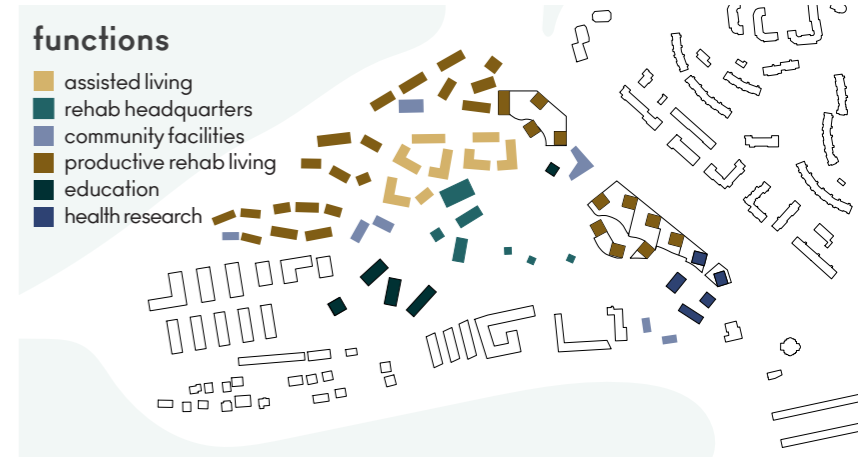 functions
assisted living
rehab headquarters
community facilities
productive rehab living
education
health research